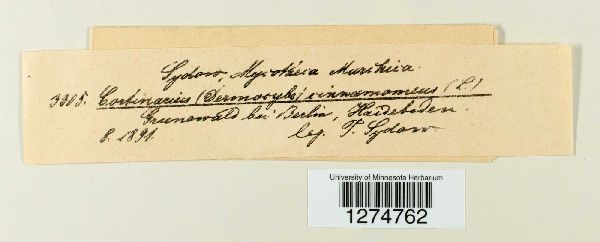 Sydow, Mycotheca Marchica.
3305. Cortinarius (Dermocybe) cinnamomeus (L.)
Grunewald bei Berlin, Haideboden.
8. 1891. leg. P. Sydow
University of Minnesota Herbarium
1274762